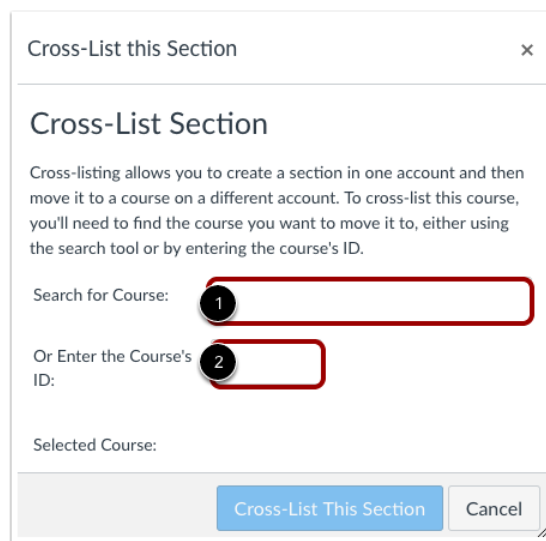 Cross-List this Section ×
Cross-List Section
Cross-listing allows you to create a section in one account and then
move it to a course on a different account. To cross-list this course,
you'll need to find the course you want to move it to, either using
the search tool or by entering the course's ID.
Search for Course: 1
Or Enter the Course's 2
ID:
Selected Course:
Cross-List This Section Cancel